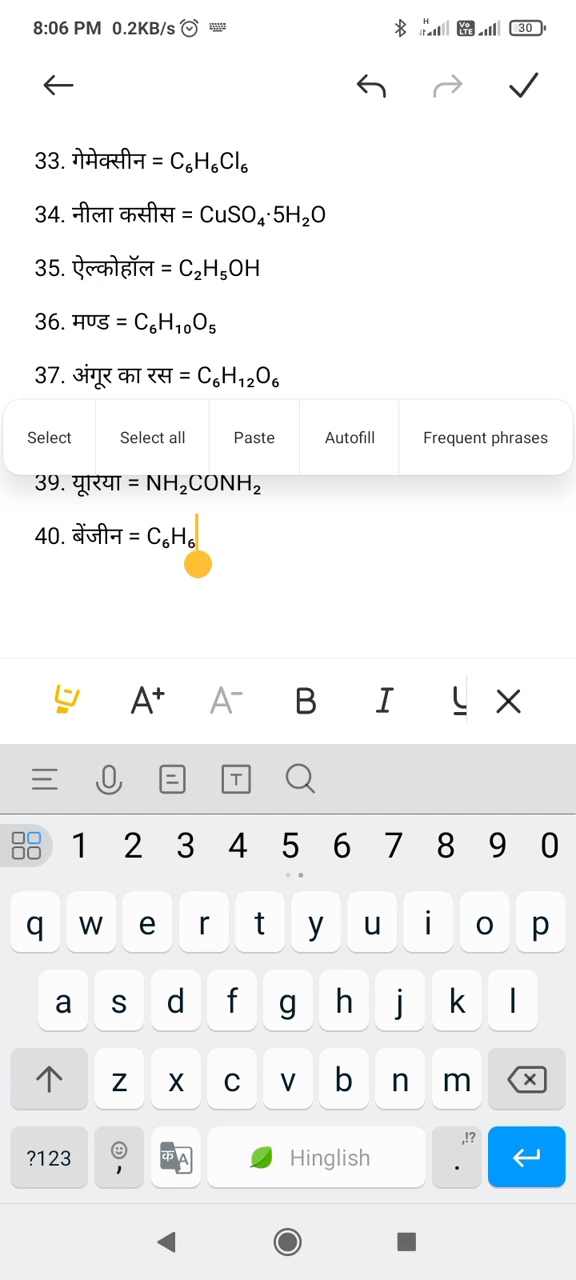 8:06 PM 0.2KB/s H Vo LTE 30
33. गेमेक्सीन = C₆H₆Cl₆
34. नीला कसीस = CuSO₄·5H₂O
35. ऐल्कोहॉल = C₂H₅OH
36. मण्ड = C₆H₁₀O₅
37. अंगूर का रस = C₆H₁₂O₆
Select Select all Paste Autofill Frequent phrases
39. यूरिया = NH₂CONH₂
40. बेंजीन = C₆H₆
A+ A- B I U
T
1 2 3 4 5 6 7 8 9 0
q w e r t y u i o p
a s d f g h j k l
z x c v b n m
?123 , क A Hinglish ,!? .